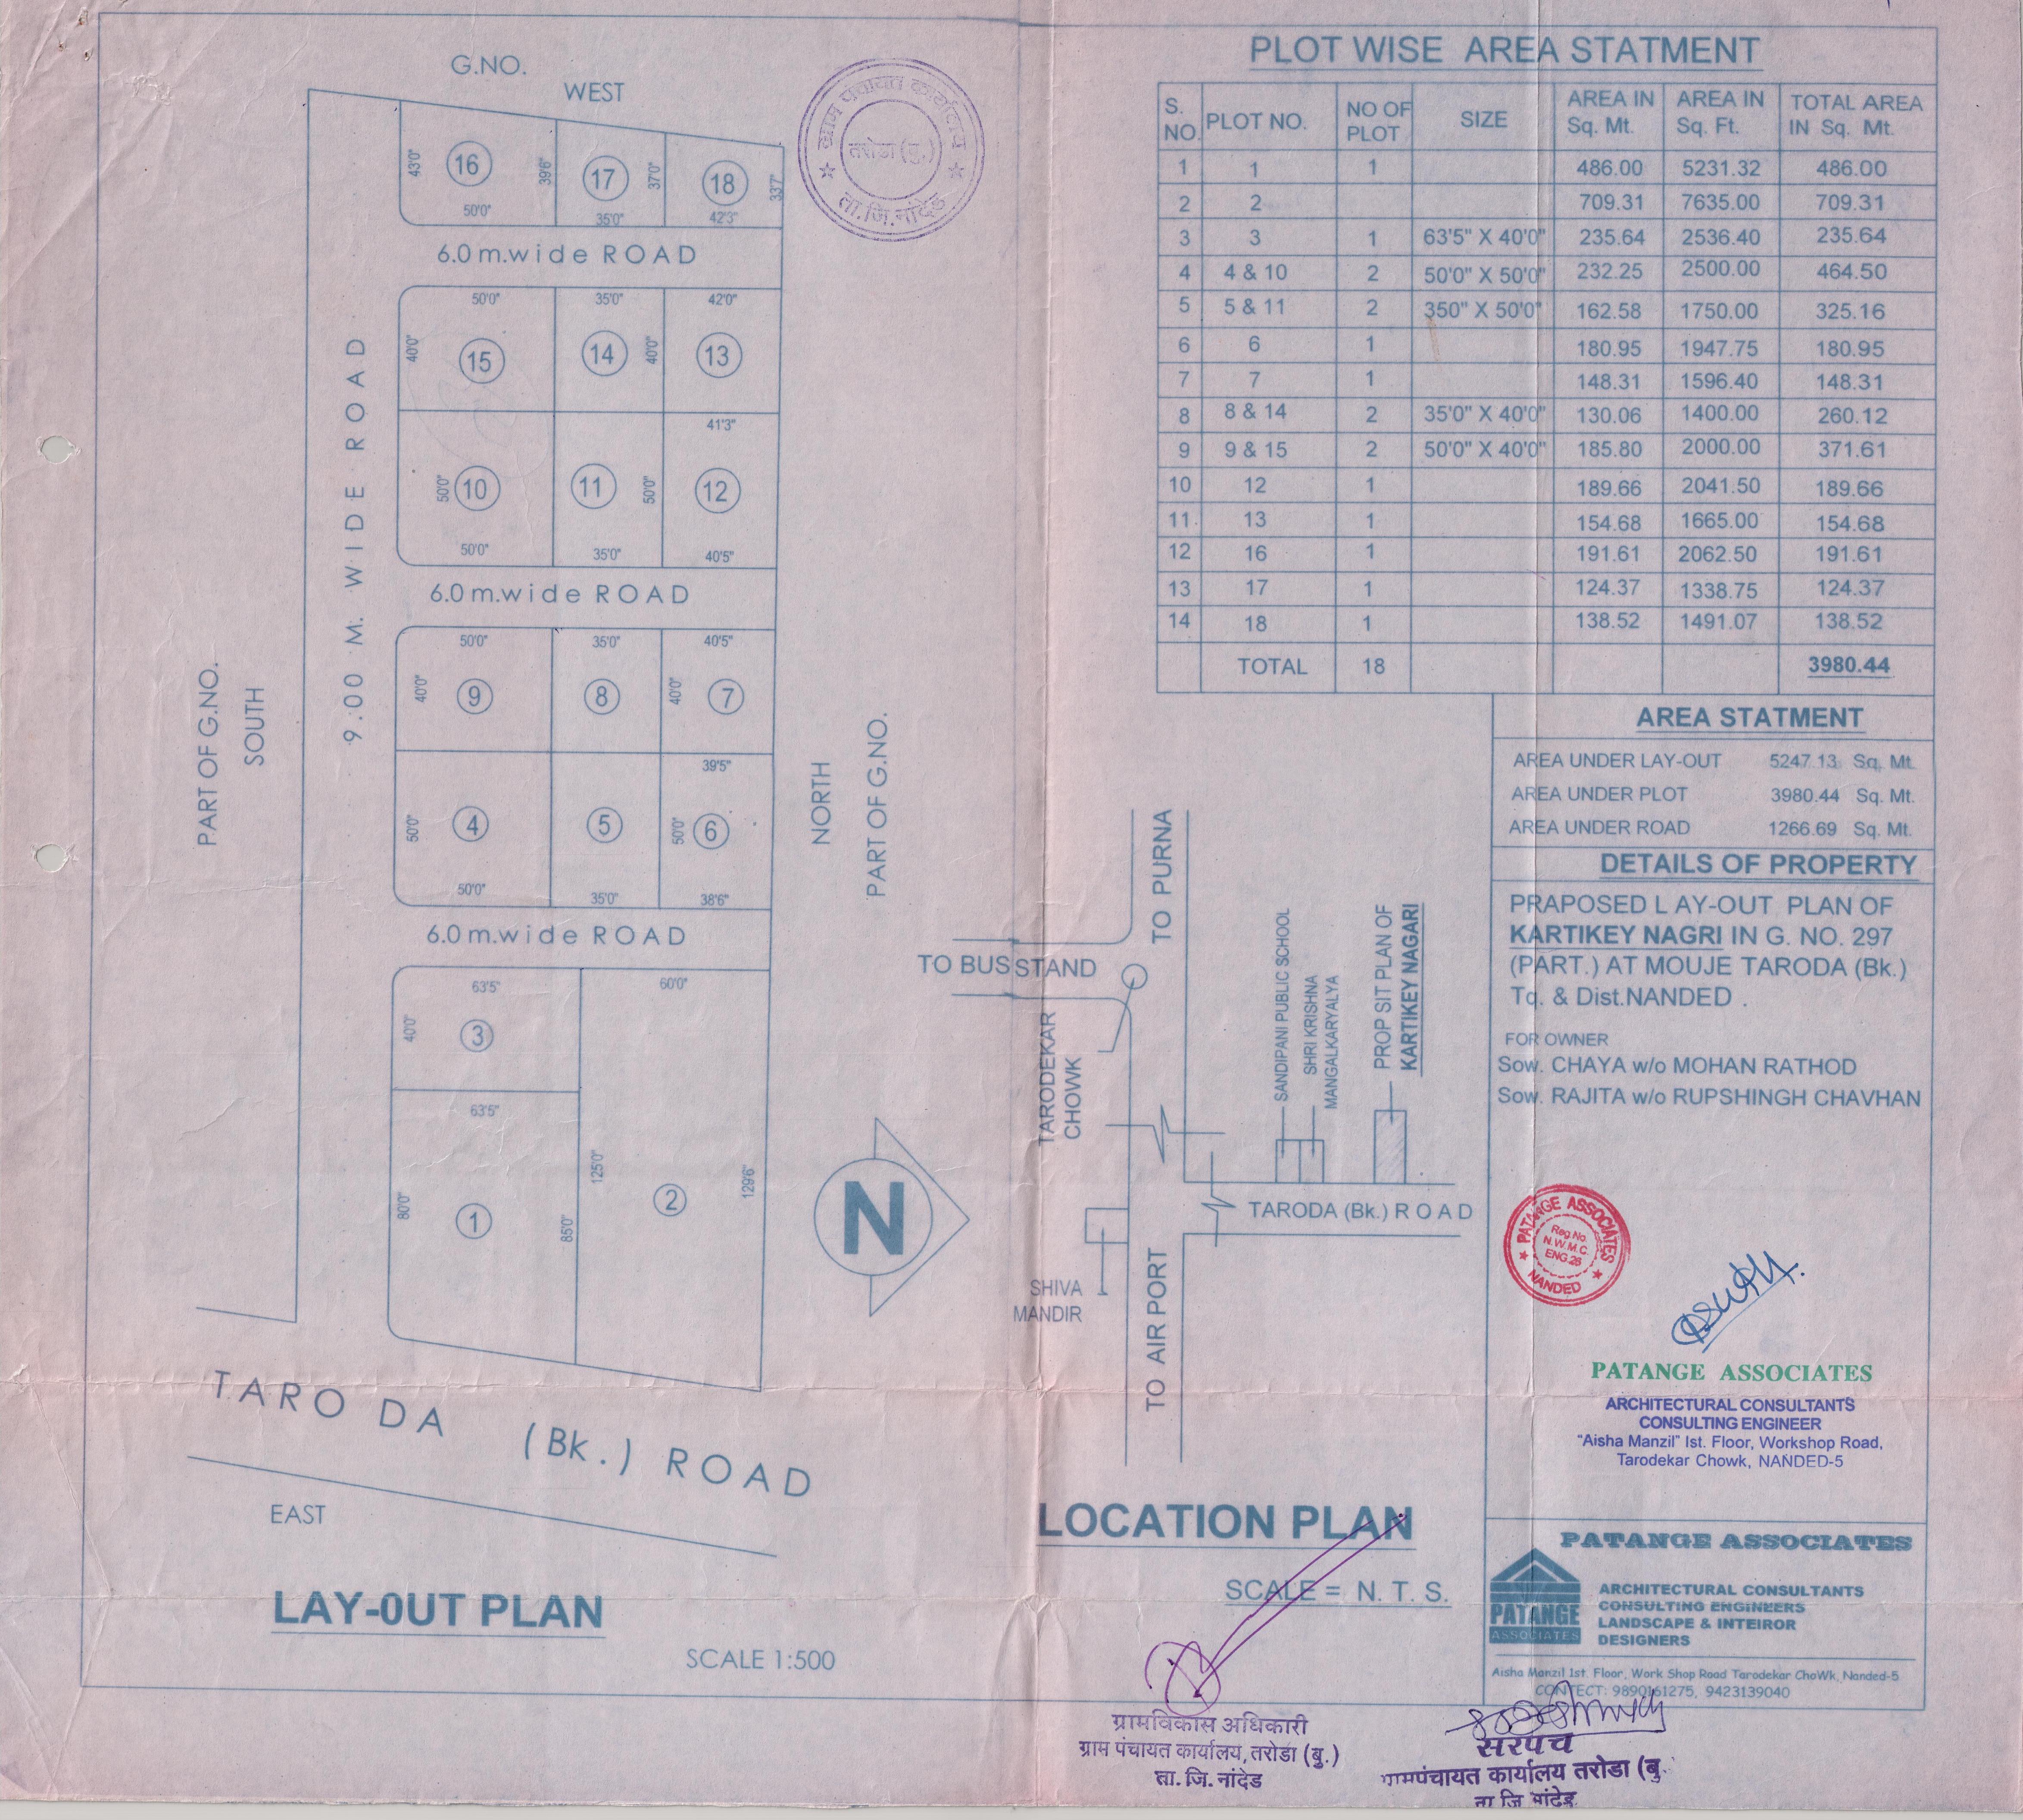 G.NO.
WEST
16
43'0"
50'0"
39'6"
17
35'0"
37'0"
18
42'3"
33'7"
6.0 m.wide ROAD
50'0"
35'0"
42'0"
40'0"
15
14
40'0"
13
41'3"
50'0"
10
11
50'0"
12
50'0"
35'0"
40'5"
6.0 m.wide ROAD
50'0"
35'0"
40'5"
40'0"
9
8
40'0"
7
39'5"
50'0"
4
5
50'0"
6
50'0"
35'0"
38'6"
6.0 m.wide ROAD
63'5"
60'0"
40'0"
3
63'5"
80'0"
1
85'0"
125'0"
2
129'6"
9.00 M. WIDE ROAD
PART OF G.NO.
SOUTH
NORTH
PART OF G.NO.
TARODA (Bk.) ROAD
EAST
LAY-0UT PLAN
SCALE 1:500
ग्राम पंचायत कार्यालय
तरोडा (बु.)
ता.जि.नांदेड
N
TO BUS STAND
TO PURNA
TARODEKAR
CHOWK
SANDIPANI PUBLIC SCHOOL
SHRI KRISHNA
MANGALKARYALYA
PROP SIT PLAN OF
KARTIKEY NAGARI
TARODA (Bk.) ROAD
SHIVA
MANDIR
TO AIR PORT
LOCATION PLAN
SCALE = N. T. S.
PLOT WISE AREA STATMENT
S. NO. PLOT NO. NO OF PLOT SIZE AREA IN Sq. Mt. AREA IN Sq. Ft. TOTAL AREA IN Sq. Mt.
1 1 1 486.00 5231.32 486.00
2 2 709.31 7635.00 709.31
3 3 1 63'5" X 40'0" 235.64 2536.40 235.64
4 4 & 10 2 50'0" X 50'0" 232.25 2500.00 464.50
5 5 & 11 2 350" X 50'0" 162.58 1750.00 325.16
6 6 1 180.95 1947.75 180.95
7 7 1 148.31 1596.40 148.31
8 8 & 14 2 35'0" X 40'0" 130.06 1400.00 260.12
9 9 & 15 2 50'0" X 40'0" 185.80 2000.00 371.61
10 12 1 189.66 2041.50 189.66
11 13 1 154.68 1665.00 154.68
12 16 1 191.61 2062.50 191.61
13 17 1 124.37 1338.75 124.37
14 18 1 138.52 1491.07 138.52
TOTAL 18 3980.44
AREA STATMENT
AREA UNDER LAY-OUT 5247.13 Sq. Mt.
AREA UNDER PLOT 3980.44 Sq. Mt.
AREA UNDER ROAD 1266.69 Sq. Mt.
DETAILS OF PROPERTY
PRAPOSED L AY-OUT PLAN OF
KARTIKEY NAGRI IN G. NO. 297
(PART.) AT MOUJE TARODA (Bk.)
Tq. & Dist.NANDED .
FOR OWNER
Sow. CHAYA w/o MOHAN RATHOD
Sow. RAJITA w/o RUPSHINGH CHAVHAN
PATANGE ASSOCIATES
Reg.No.
N.W.M.C.
ENG.28
NANDED
PATANGE ASSOCIATES
ARCHITECTURAL CONSULTANTS
CONSULTING ENGINEER
"Aisha Manzil" Ist. Floor, Workshop Road,
Tarodekar Chowk, NANDED-5
PATANGE ASSOCIATES
PATANGE
ASSOCIATES
ARCHITECTURAL CONSULTANTS
CONSULTING ENGINEERS
LANDSCAPE & INTEIROR
DESIGNERS
Aisha Manzil 1st. Floor, Work Shop Road Tarodekar ChoWk, Nanded-5
CONTECT: 9890161275, 9423139040
ग्रामविकास अधिकारी
ग्राम पंचायत कार्यालय, तरोडा (बु.)
ता. जि. नांदेड
सरपंच
ग्रामपंचायत कार्यालय तरोडा (बु.
ता जि नांदेड